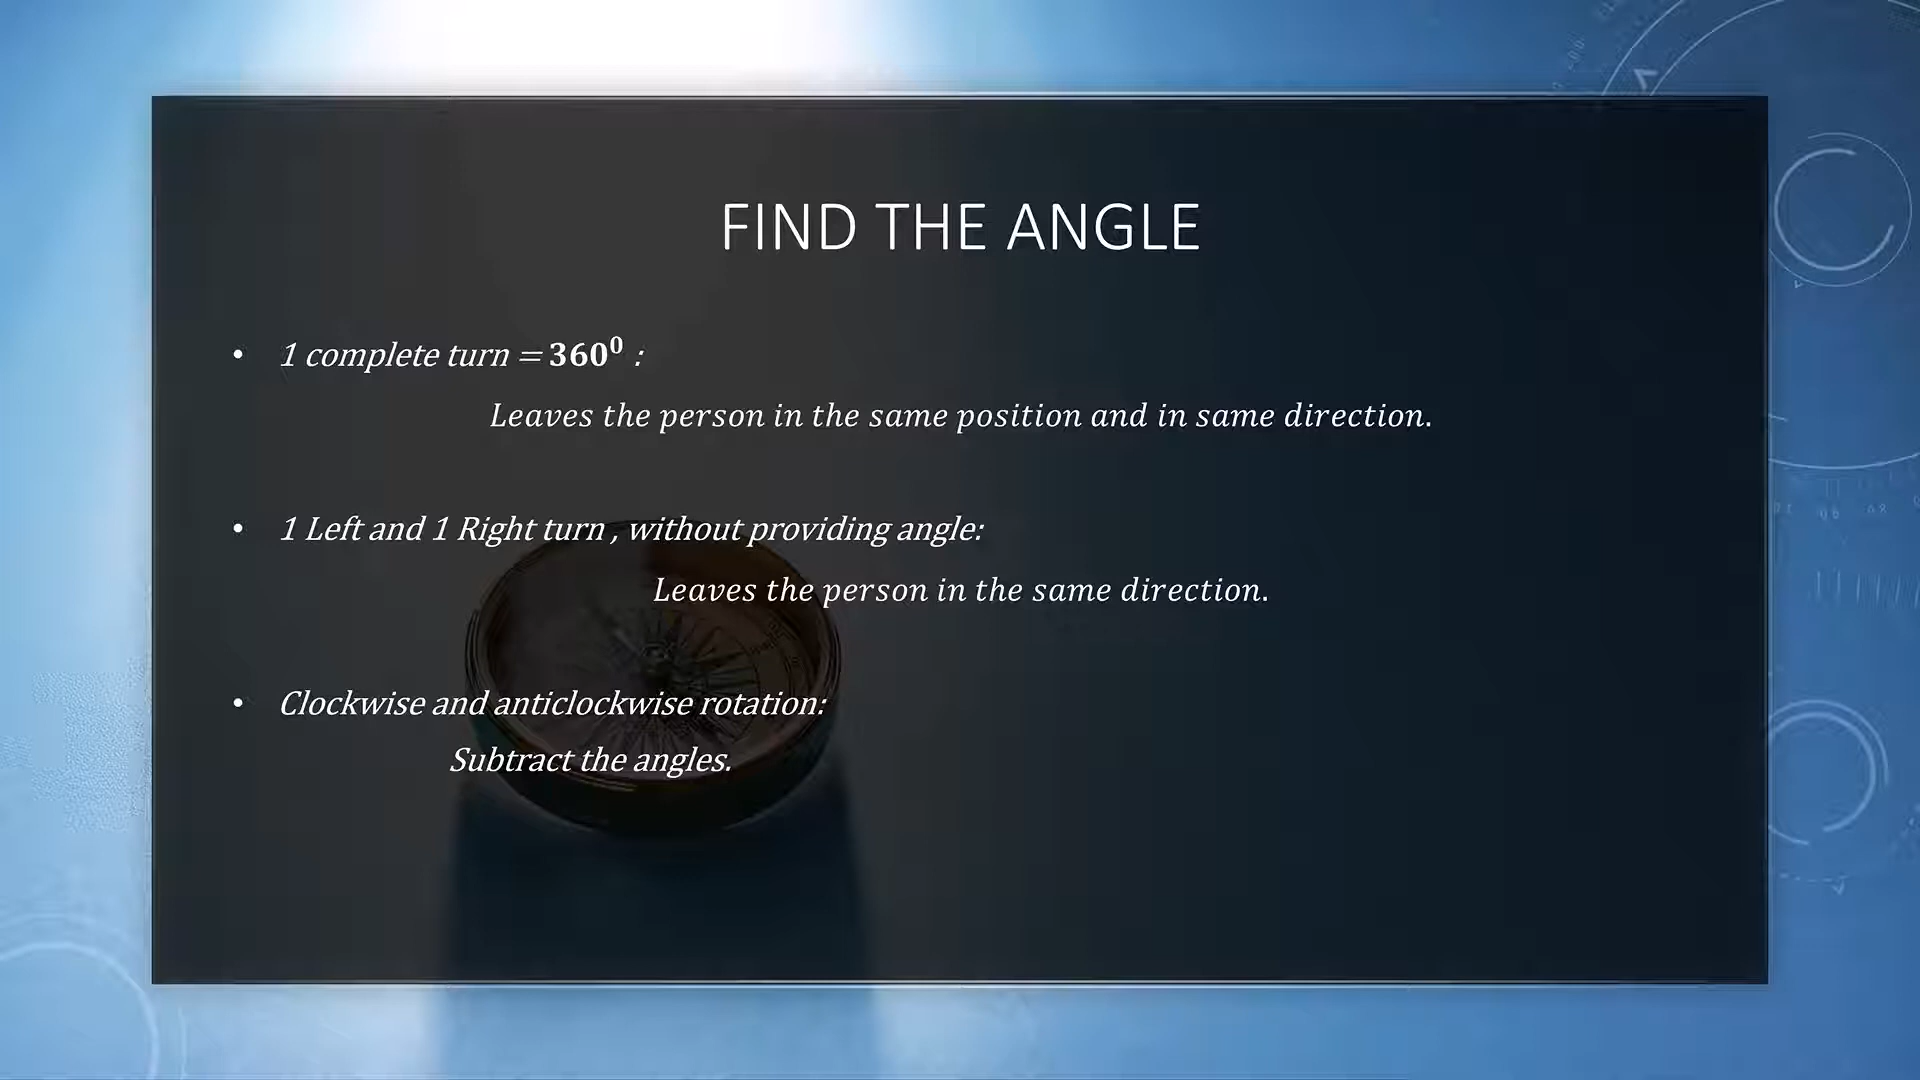 FIND THE ANGLE
• 1 complete turn = 360⁰ :
Leaves the person in the same position and in same direction.
• 1 Left and 1 Right turn , without providing angle:
Leaves the person in the same direction.
• Clockwise and anticlockwise rotation:
Subtract the angles.